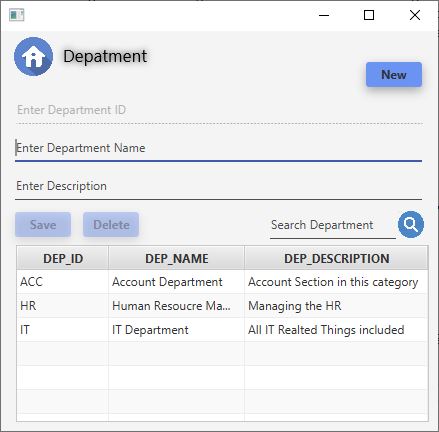 Depatment
New
Enter Department ID
Enter Department Name
Enter Description
Save Delete Search Department
DEP_ID DEP_NAME DEP_DESCRIPTION
ACC Account Department Account Section in this category
HR Human Resoucre Ma... Managing the HR
IT IT Department All IT Realted Things included